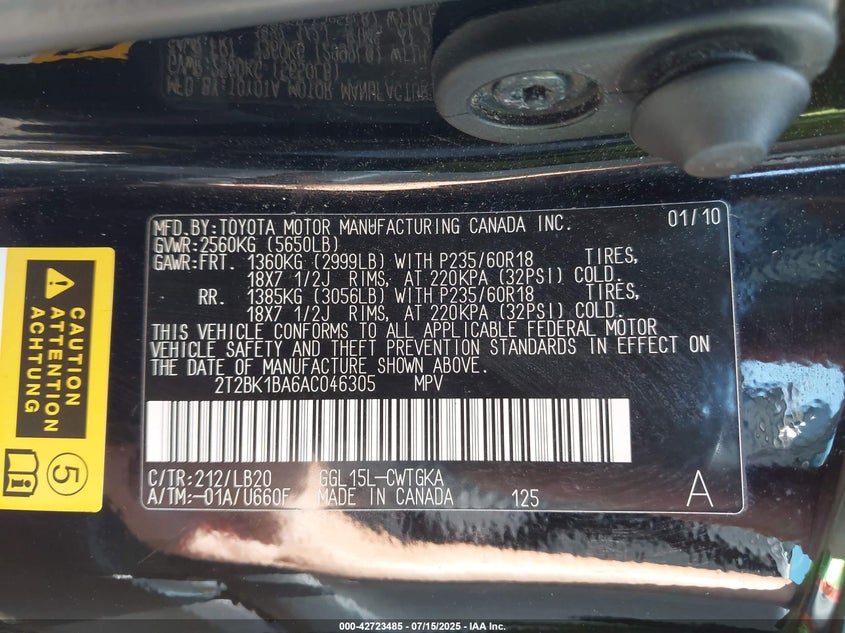 MFD.BY:TOYOTA MOTOR MANUFACTURING CANADA INC. 01/10
GVWR:2560KG (5650LB)
GAWR:FRT. 1360KG (2999LB) WITH P235/60R18 TIRES,
18X7 1/2J RIMS, AT 220KPA (32PSI) COLD.
RR. 1385KG (3056LB) WITH P235/60R18 TIRES,
18X7 1/2J RIMS, AT 220KPA (32PSI) COLD.
THIS VEHICLE CONFORMS TO ALL APPLICABLE FEDERAL MOTOR
VEHICLE SAFETY AND THEFT PREVENTION STANDARDS IN EFFECT ON
THE DATE OF MANUFACTURE SHOWN ABOVE.
2T2BK1BA6AC046305 MPV
C/TR:212/LB20 GGL15L-CWTGKA
A/TM:-01A/U660F MADE IN CANADA 125 A
CAUTION
ATTENTION
ACHTUNG
5
000-42723485 - 07/15/2025 - IAA Inc.